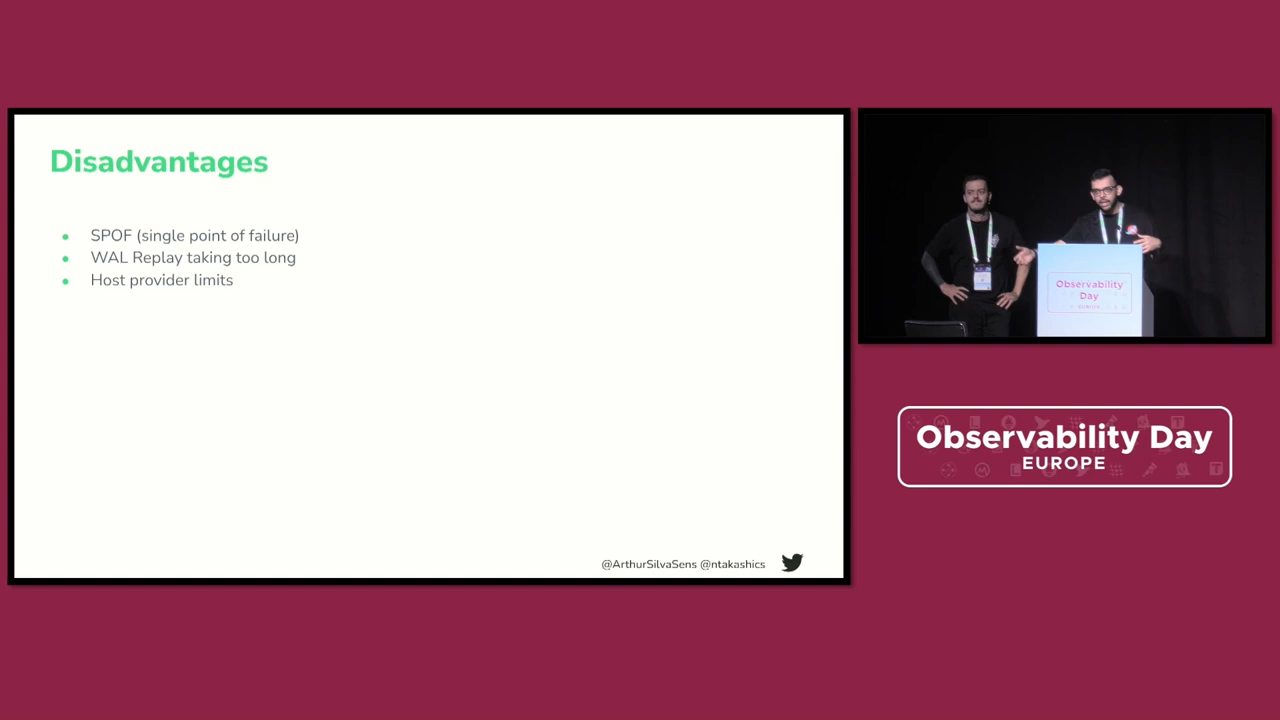 Disadvantages
SPOF (single point of failure)
WAL Replay taking too long
Host provider limits
@ArthurSilvaSens @ntakashics
Observability
Day
EUROPE
Observability Day
EUROPE